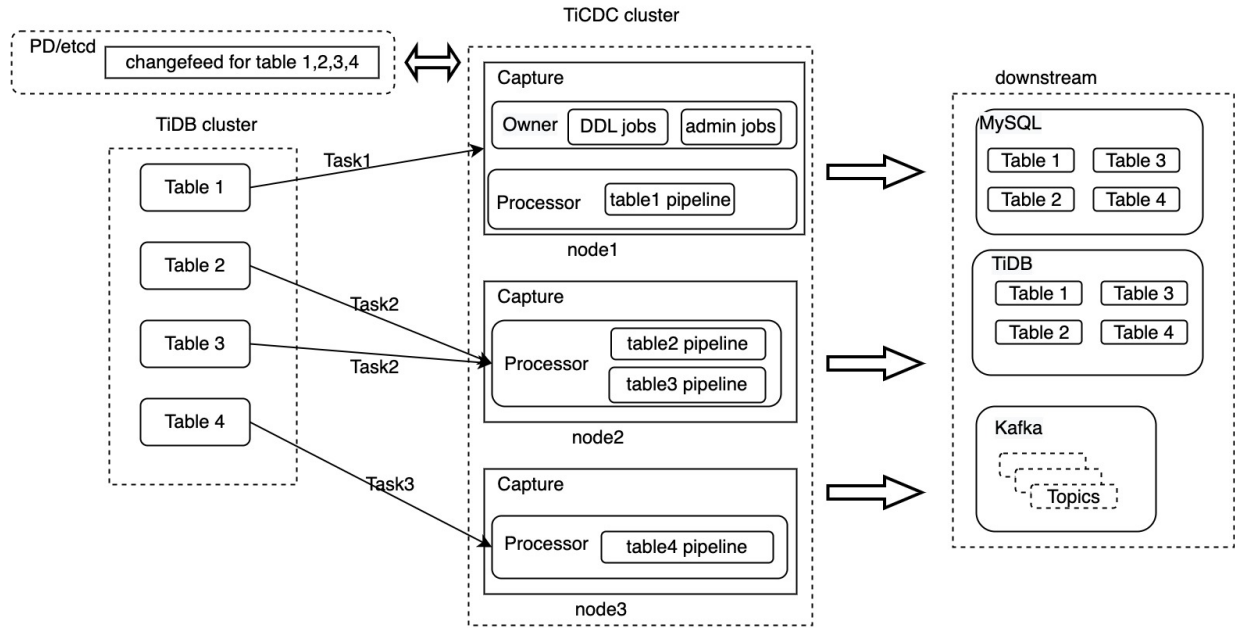 TiCDC cluster
PD/etcd
changefeed for table 1,2,3,4
TiDB cluster
Table 1
Table 2
Table 3
Table 4
Task1
Task2
Task2
Task3
Capture
Owner
DDL jobs
admin jobs
Processor
table1 pipeline
node1
Capture
Processor
table2 pipeline
table3 pipeline
node2
Capture
Processor
table4 pipeline
node3
downstream
MySQL
Table 1
Table 3
Table 2
Table 4
TiDB
Table 1
Table 3
Table 2
Table 4
Kafka
Topics